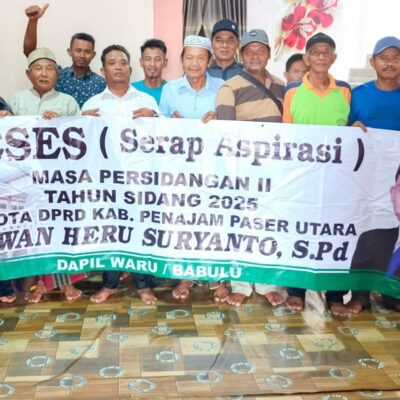 SES ( Serap Aspirasi )
MASA PERSIDANGAN II
TAHUN SIDANG 2025
OTA DPRD KAB. PENAJAM PASER UTARA
WAN HERU SURYANTO, S.Pd
DAPIL WARU / BABULU